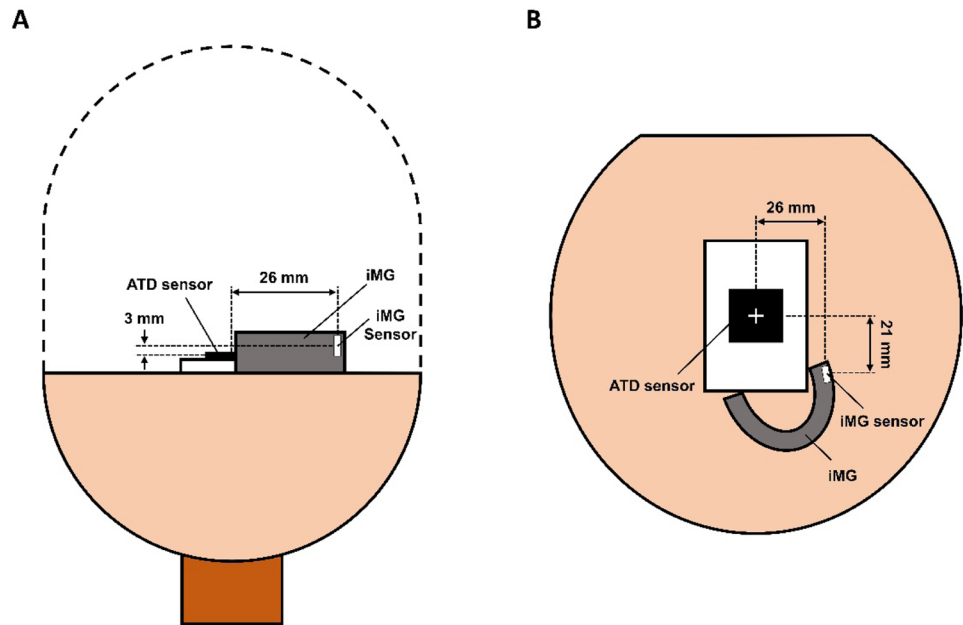 A
26 mm
iMG
ATD sensor
3 mm
iMG
Sensor
B
26 mm
21 mm
ATD sensor
iMG sensor
iMG